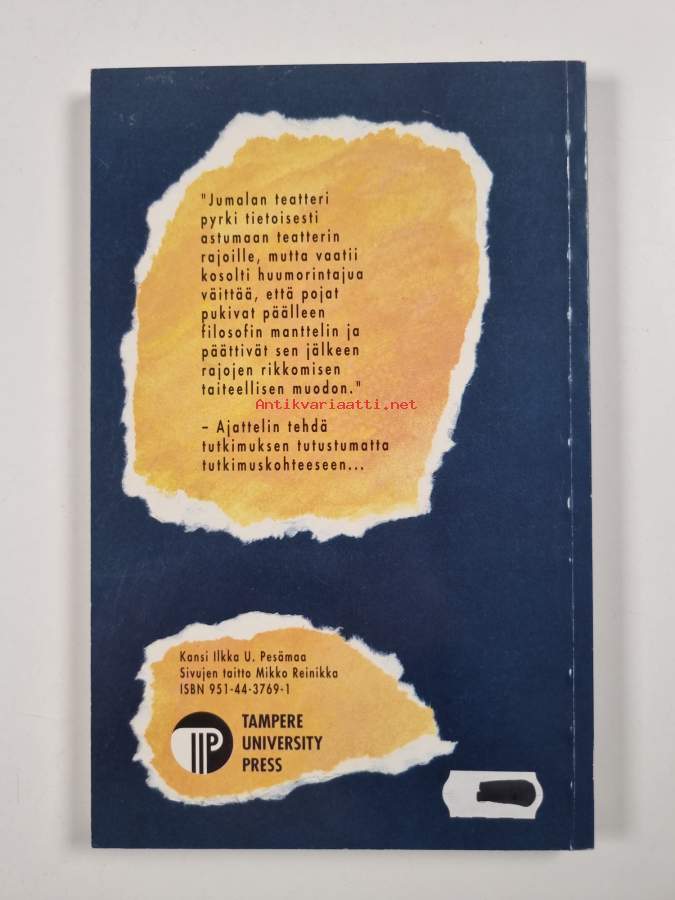 "Jumalan teatteri
pyrki tietoisesti
astumaan teatterin
rajoille, mutta vaatii
kosolti huumorintajua
väittää, että pojat
pukivat päälleen
filosofin manttelin ja
päättivät sen jälkeen
rajojen rikkomisen
taiteellisen muodon."
Antikvariaatti.net
– Ajattelin tehdä
tutkimuksen tutustumatta
tutkimuskohteeseen...
Kansi Ilkka U. Pesämaa
Sivujen taitto Mikko Reinikka
ISBN 951-44-3769-1
TUP
TAMPERE
UNIVERSITY
PRESS